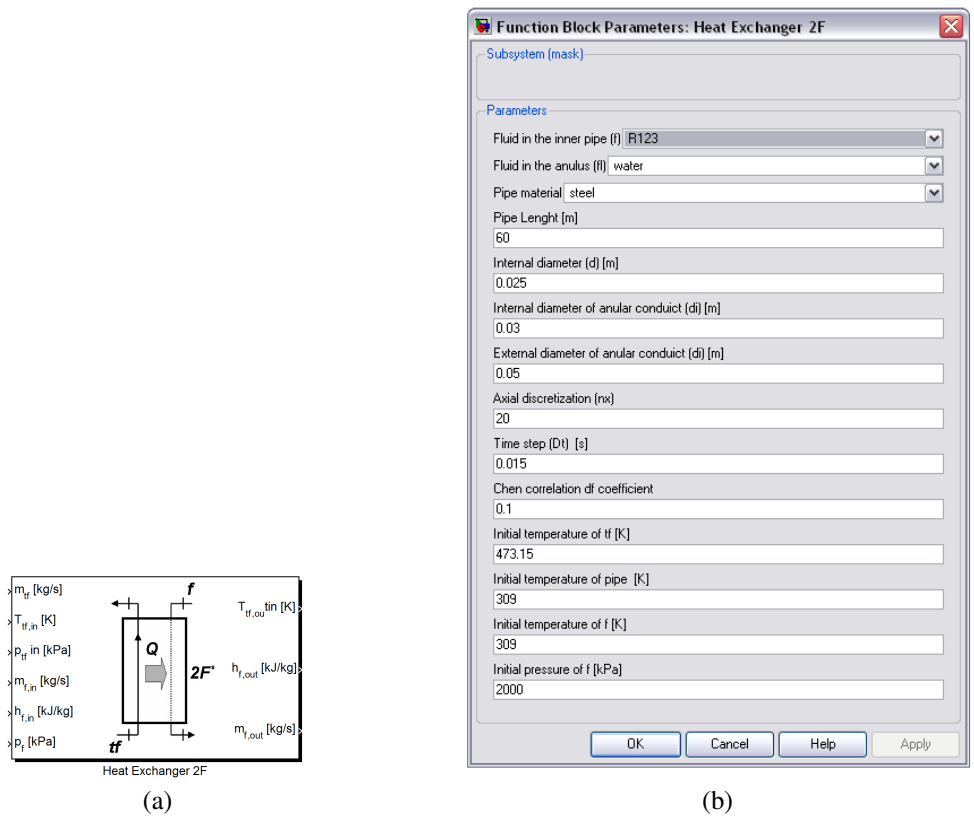 m_tf [kg/s]
T_tf,in [K]
p_tf in [kPa]
m_f,in [kg/s]
h_f,in [kJ/kg]
p_f [kPa]
f
Q
2F*
tf
T_tf,ou tin [K]
h_f,out [kJ/kg]
m_f,out [kg/s]
Heat Exchanger 2F
(a)
Function Block Parameters: Heat Exchanger 2F
Subsystem (mask)
Parameters
Fluid in the inner pipe (f) R123
Fluid in the anulus (fl) water
Pipe material steel
Pipe Lenght [m]
60
Internal diameter (d) [m]
0.025
Internal diameter of anular conduict (di) [m]
0.03
External diameter of anular conduict (di) [m]
0.05
Axial discretization (nx)
20
Time step (Dt) [s]
0.015
Chen correlation df coefficient
0.1
Initial temperature of tf [K]
473.15
Initial temperature of pipe [K]
309
Initial temperature of f [K]
309
Initial pressure of f [kPa]
2000
OK Cancel Help Apply
(b)